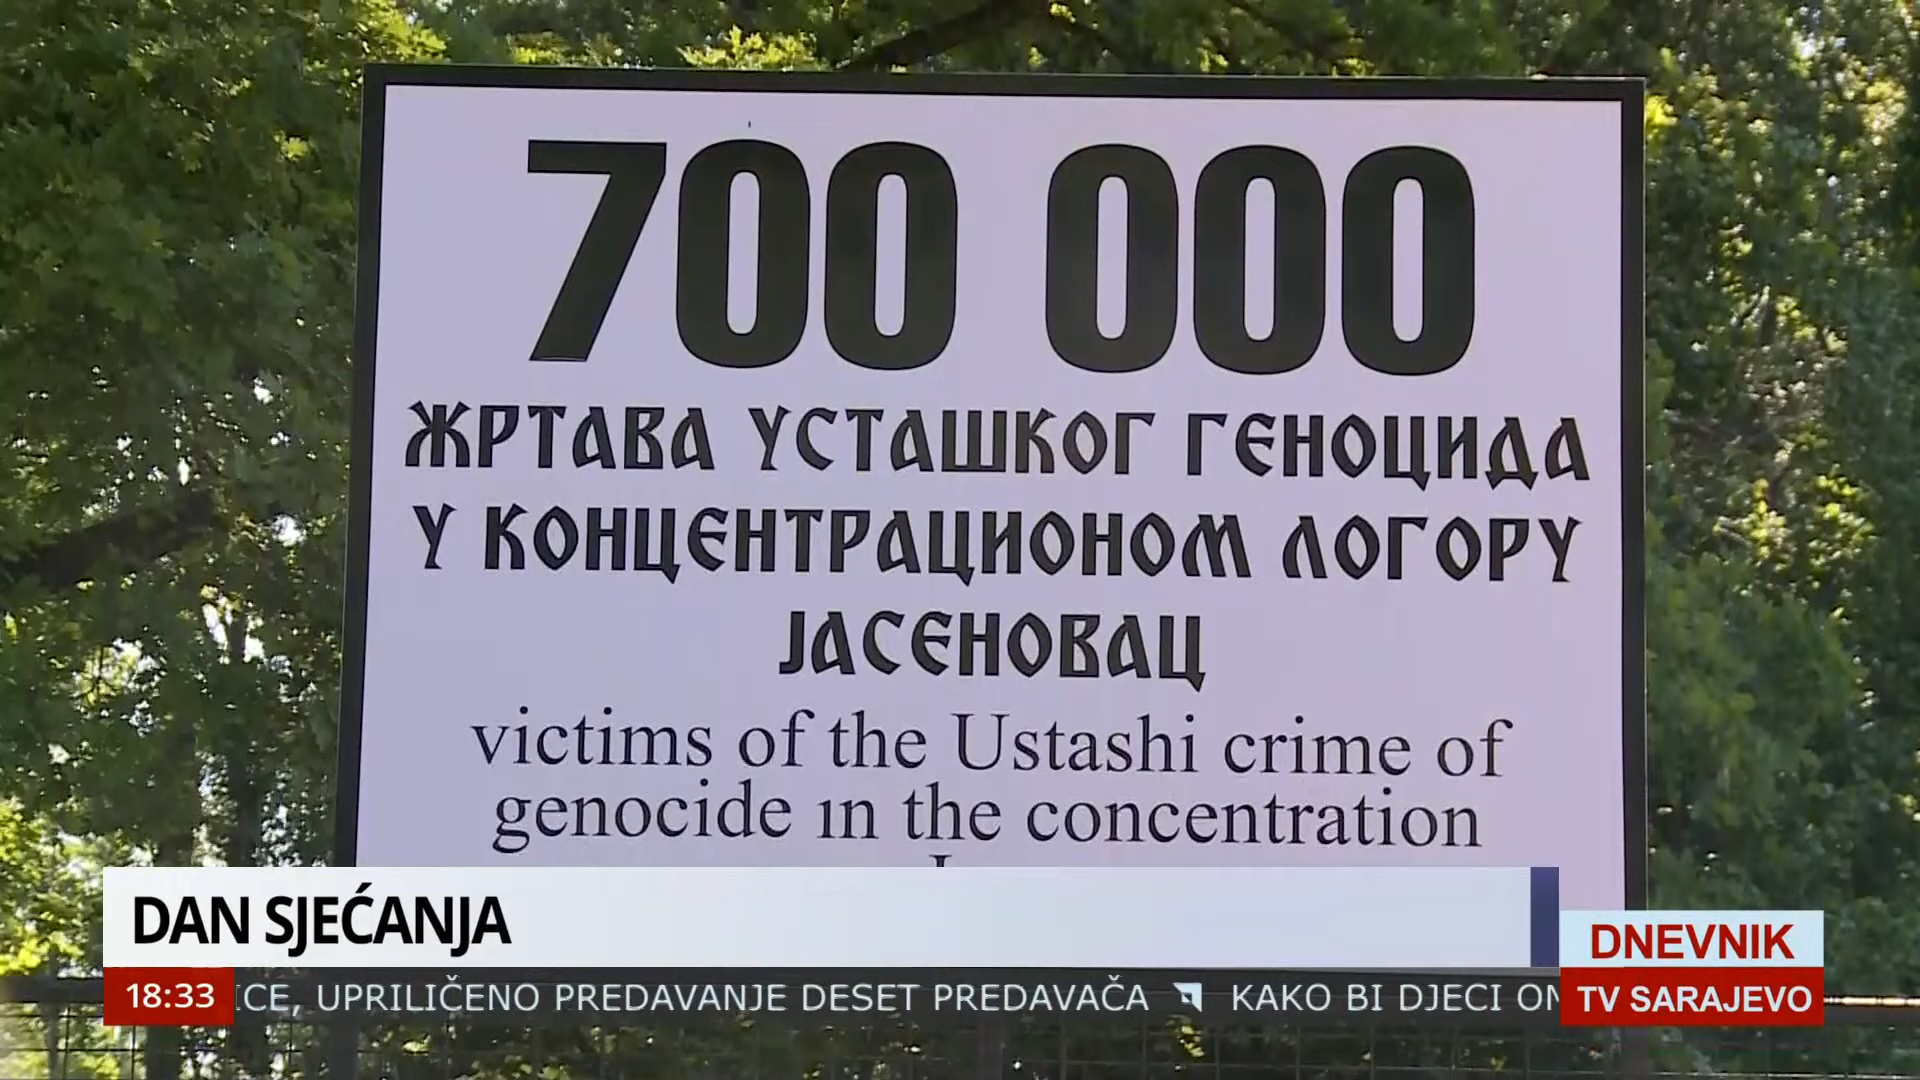 700 000
ЖРТАВА УСТАШКОГ ГЕНОЦИДА
У КОНЦЕНТРАЦИОНОМ ЛОГОРУ
ЈАСЕНОВАЦ
victims of the Ustashi crime of
genocide in the concentration
DAN SJEĆANJA
DNEVNIK
18:33 ICE, UPRILIČENO PREDAVANJE DESET PREDAVAČA KAKO BI DJECI
TV SARAJEVO